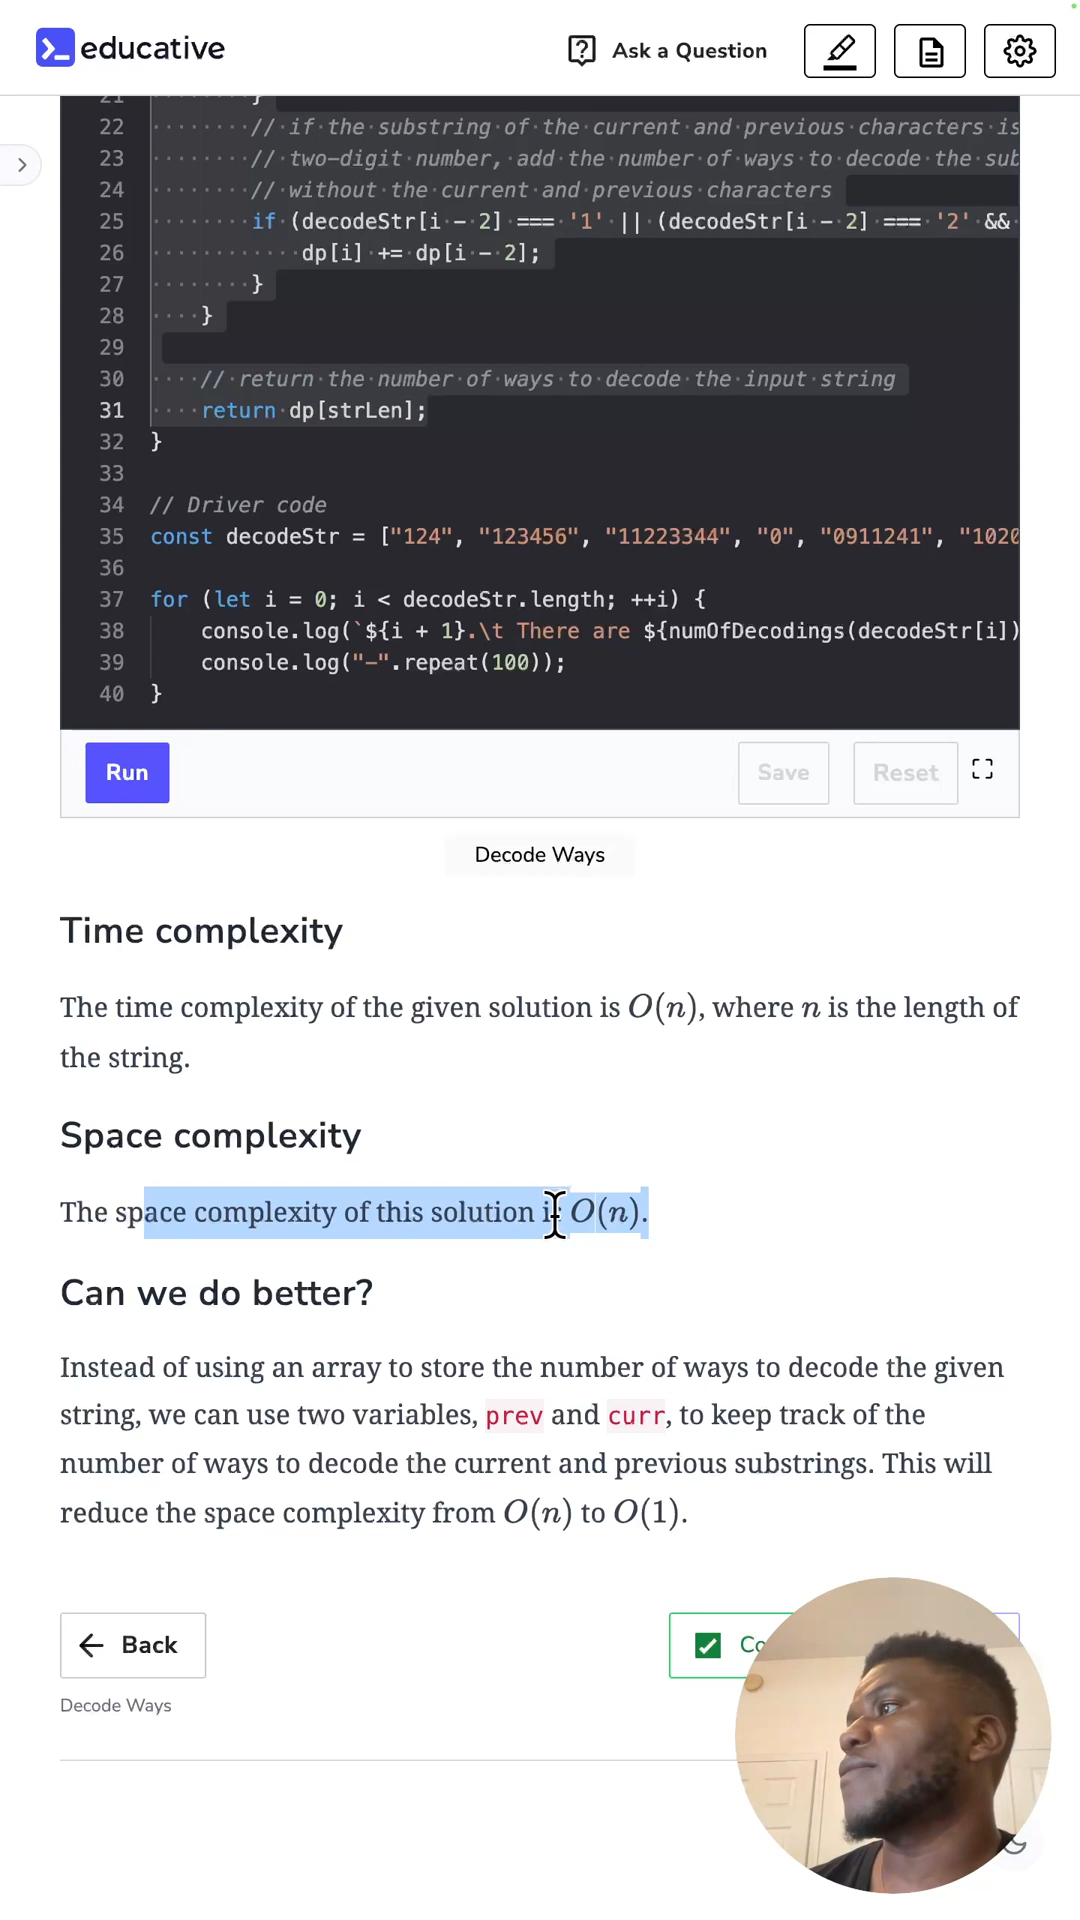 educative
Ask a Question
21 }
22 // if the substring of the current and previous characters is
23 // two-digit number, add the number of ways to decode the sub
24 // without the current and previous characters
25 if (decodeStr[i - 2] === '1' || (decodeStr[i - 2] === '2' &&
26 dp[i] += dp[i - 2];
27 }
28 }
29
30 // return the number of ways to decode the input string
31 return dp[strLen];
32 }
33
34 // Driver code
35 const decodeStr = ["124", "123456", "11223344", "0", "0911241", "1020
36
37 for (let i = 0; i < decodeStr.length; ++i) {
38 console.log(`${i + 1}.\t There are ${numOfDecodings(decodeStr[i])
39 console.log("-".repeat(100));
40 }
Run
Save
Reset
Decode Ways
Time complexity
The time complexity of the given solution is O(n), where n is the length of
the string.
Space complexity
The space complexity of this solution is O(n).
Can we do better?
Instead of using an array to store the number of ways to decode the given
string, we can use two variables, prev and curr, to keep track of the
number of ways to decode the current and previous substrings. This will
reduce the space complexity from O(n) to O(1).
Back
Decode Ways